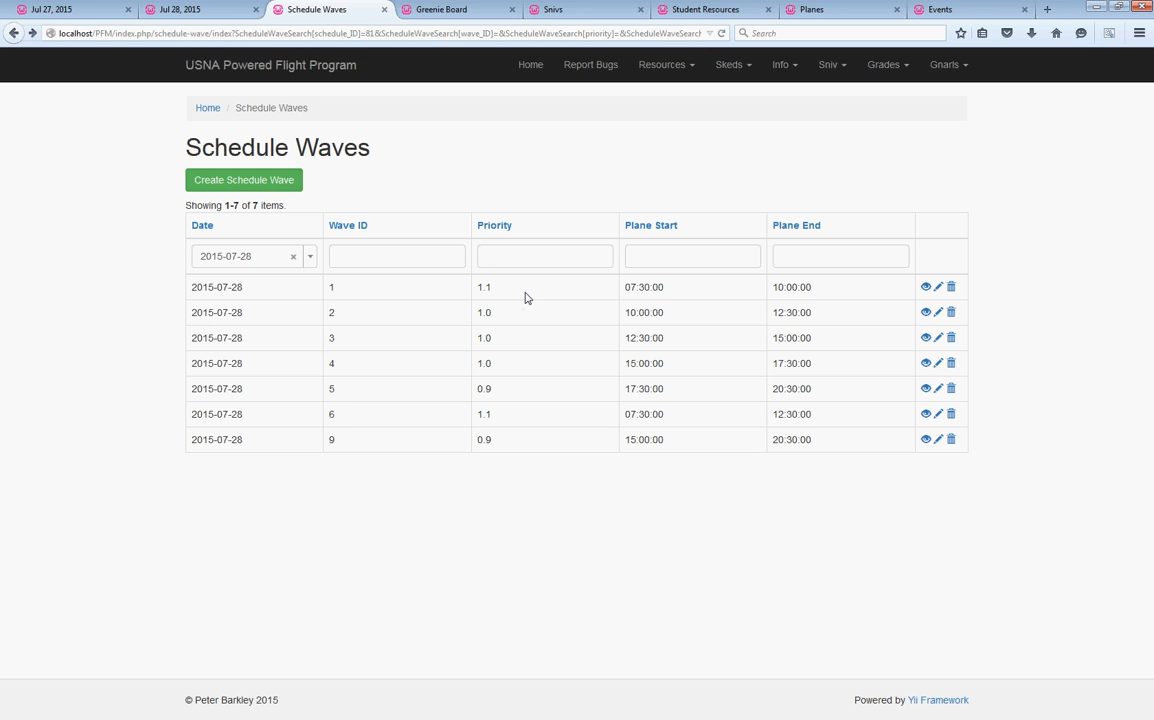 Jul 27, 2015 Jul 28, 2015 Schedule Waves Greenie Board Snivs Student Resources Planes Events
localhost/PFM/index.php/schedule-wave/index?ScheduleWaveSearch[schedule_ID]=81&ScheduleWaveSearch[wave_ID]=&ScheduleWaveSearch[priority]=&ScheduleWaveSearch Search
USNA Powered Flight Program Home Report Bugs Resources Skeds Info Sniv Grades Gnarls
Home / Schedule Waves
Schedule Waves
Create Schedule Wave
Showing 1-7 of 7 items.
Date Wave ID Priority Plane Start Plane End
2015-07-28
2015-07-28 1 1.1 07:30:00 10:00:00
2015-07-28 2 1.0 10:00:00 12:30:00
2015-07-28 3 1.0 12:30:00 15:00:00
2015-07-28 4 1.0 15:00:00 17:30:00
2015-07-28 5 0.9 17:30:00 20:30:00
2015-07-28 6 1.1 07:30:00 12:30:00
2015-07-28 9 0.9 15:00:00 20:30:00
© Peter Barkley 2015 Powered by Yii Framework